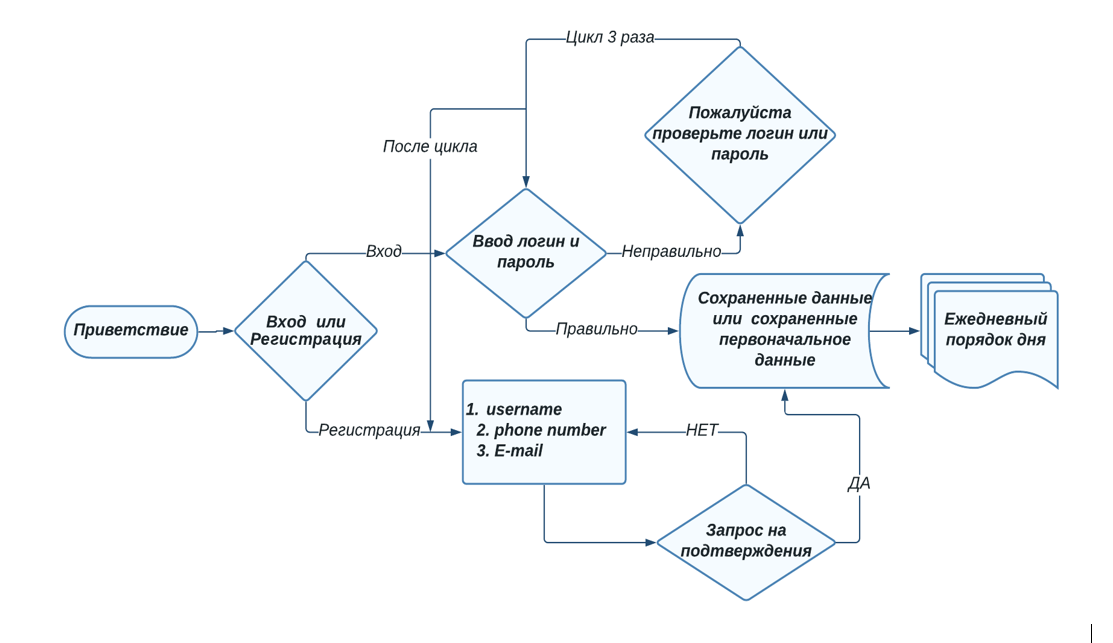 Цикл 3 раза
Пожалуйста
проверьте логин или
пароль
После цикла
Ввод логин и
пароль
Вход
Неправильно
Приветствие
Вход или
Регистрация
Правильно
Сохраненные данные
или сохраненные
первоначальное
данные
Ежедневный
порядок дня
Регистрация
1. username
2. phone number
3. E-mail
НЕТ
ДА
Запрос на
подтверждения